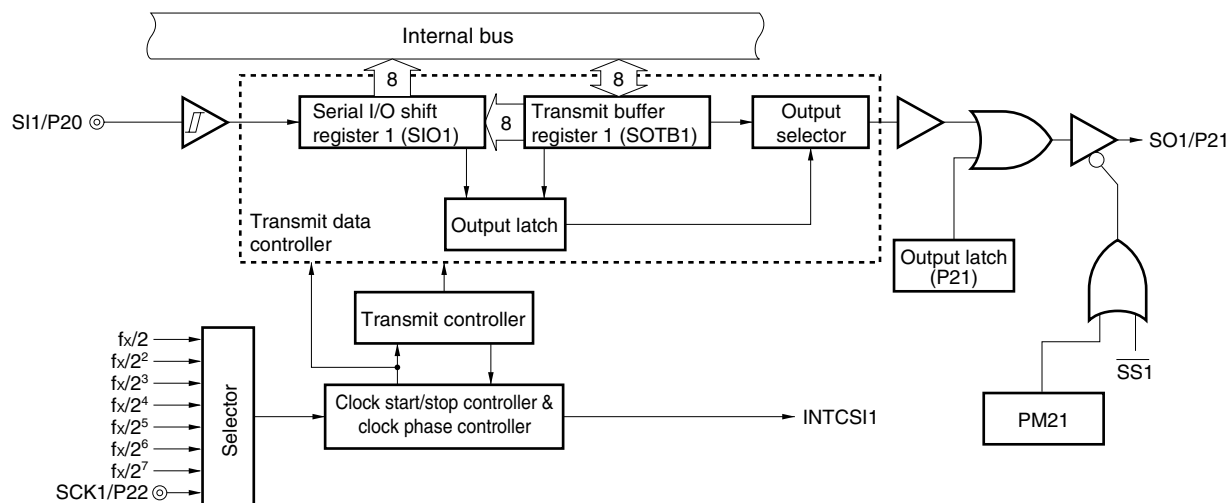 Internal bus
8
8
SI1/P20
Serial I/O shift
register 1 (SIO1)
8
Transmit buffer
register 1 (SOTB1)
Output
selector
SO1/P21
Transmit data
controller
Output latch
Output latch
(P21)
Transmit controller
fx/2
fx/2²
fx/2³
fx/2⁴
fx/2⁵
fx/2⁶
fx/2⁷
SCK1/P22
Selector
Clock start/stop controller &
clock phase controller
INTCSI1
PM21
S̅S̅1̅